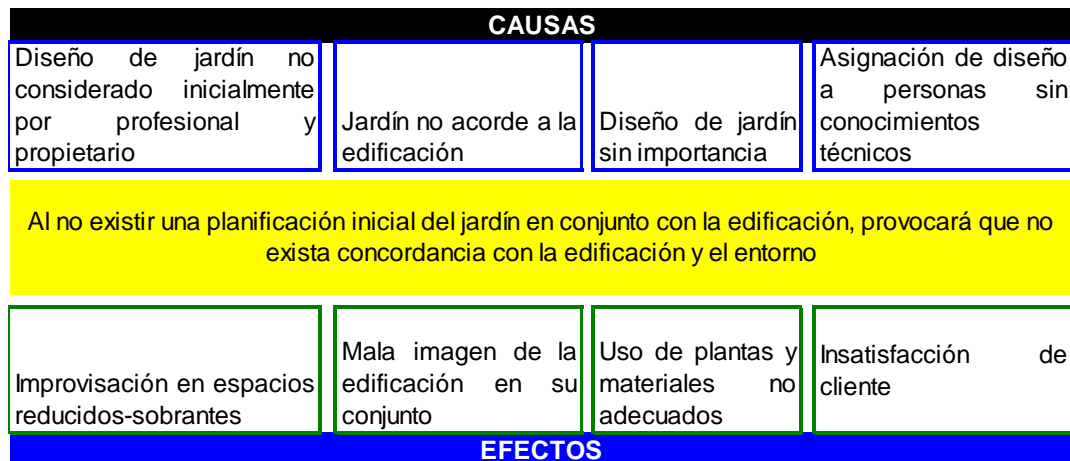 CAUSAS
Diseño de jardín no
considerado inicialmente
por profesional y
propietario
Jardín no acorde a la
edificación
Diseño de jardín
sin importancia
Asignación de diseño
a personas sin
conocimientos
técnicos
Al no existir una planificación inicial del jardín en conjunto con la edificación, provocará que no
exista concordancia con la edificación y el entorno
Improvisación en espacios
reducidos-sobrantes
Mala imagen de la
edificación en su
conjunto
Uso de plantas y
materiales no
adecuados
Insatisfacción de
cliente
EFECTOS